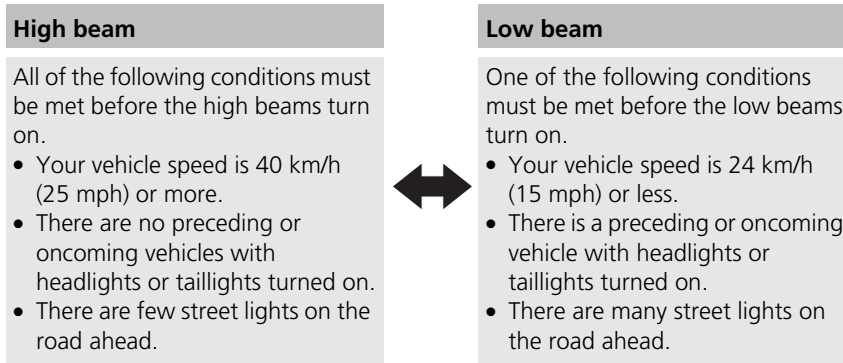 High beam
All of the following conditions must
be met before the high beams turn
on.
• Your vehicle speed is 40 km/h
(25 mph) or more.
• There are no preceding or
oncoming vehicles with
headlights or taillights turned on.
• There are few street lights on the
road ahead.
Low beam
One of the following conditions
must be met before the low beams
turn on.
• Your vehicle speed is 24 km/h
(15 mph) or less.
• There is a preceding or oncoming
vehicle with headlights or
taillights turned on.
• There are many street lights on
the road ahead.